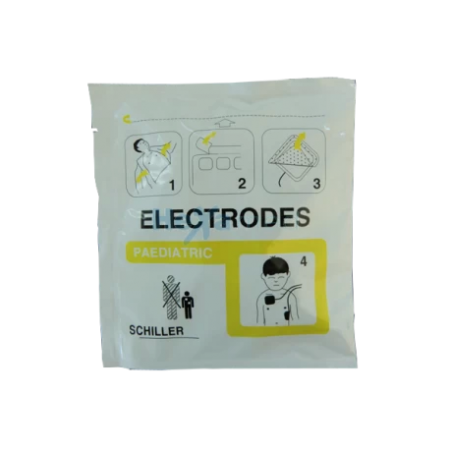 1 2 3
ELECTRODES
PAEDIATRIC
4
SCHILLER